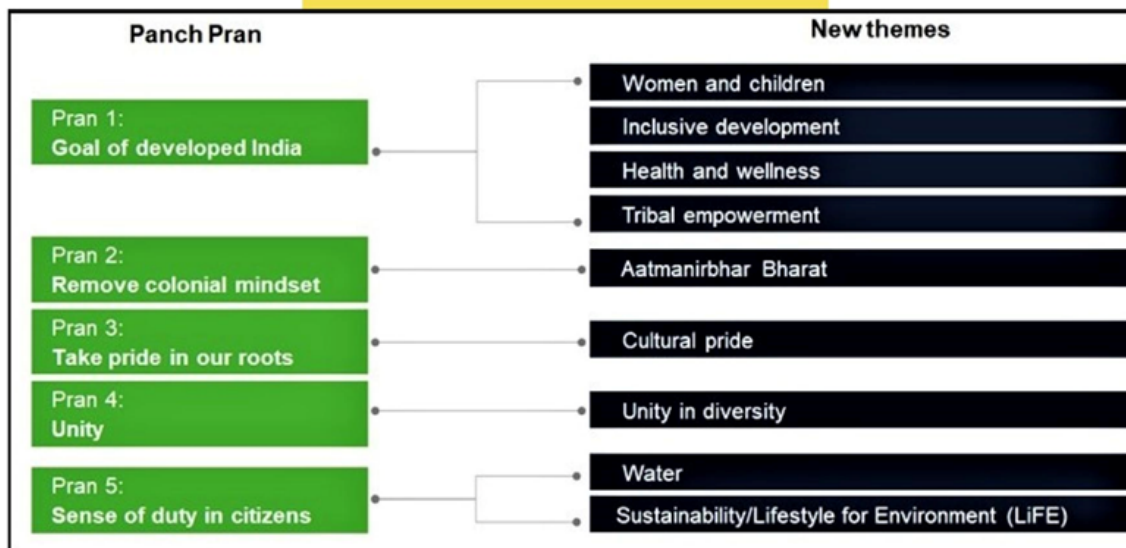 Panch Pran
New themes
Pran 1:
Goal of developed India
Women and children
Inclusive development
Health and wellness
Tribal empowerment
Pran 2:
Remove colonial mindset
Aatmanirbhar Bharat
Pran 3:
Take pride in our roots
Cultural pride
Pran 4:
Unity
Unity in diversity
Pran 5:
Sense of duty in citizens
Water
Sustainability/Lifestyle for Environment (LiFE)